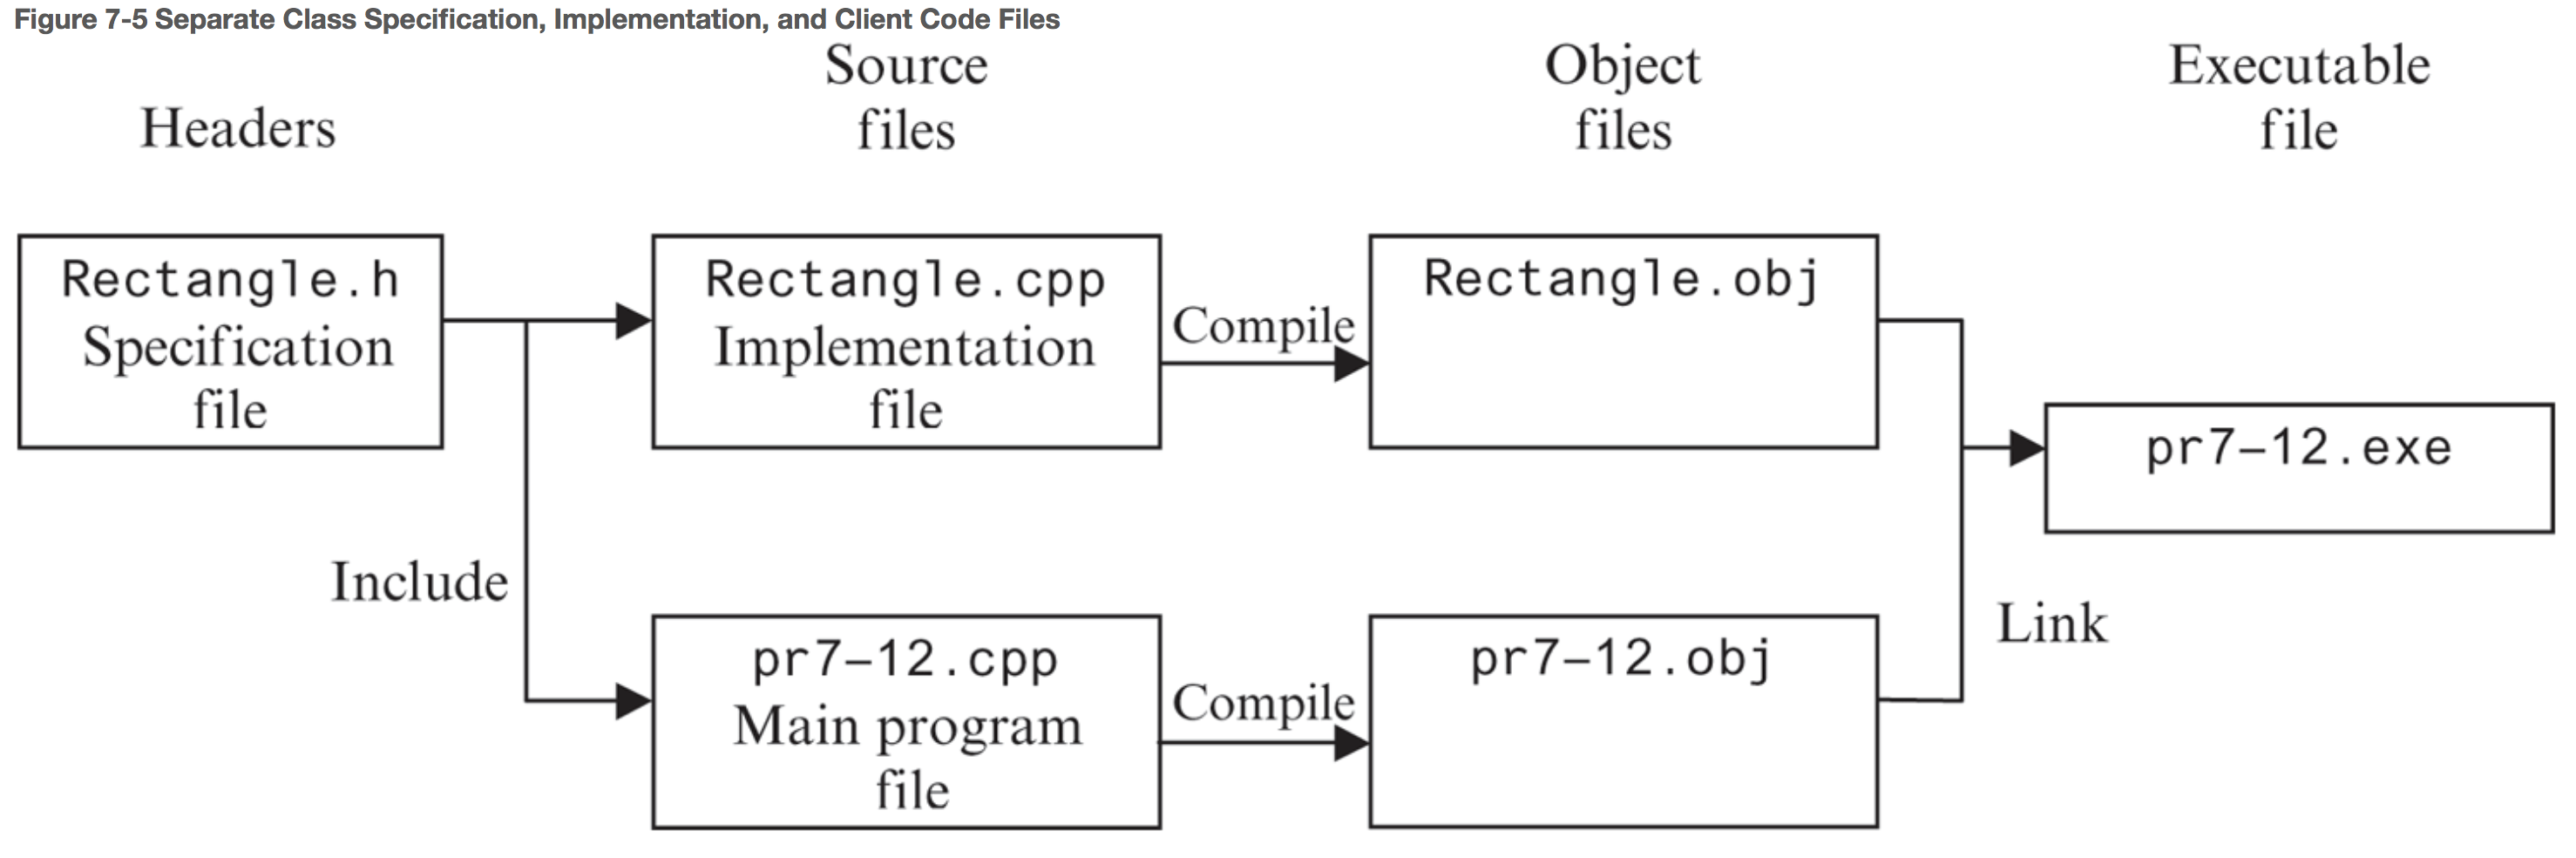 Figure 7-5 Separate Class Specification, Implementation, and Client Code Files
Headers
Source
files
Object
files
Executable
file
Rectangle.h
Specification
file
Rectangle.cpp
Implementation
file
Compile
Rectangle.obj
pr7–12.exe
Include
pr7–12.cpp
Main program
file
Compile
pr7–12.obj
Link